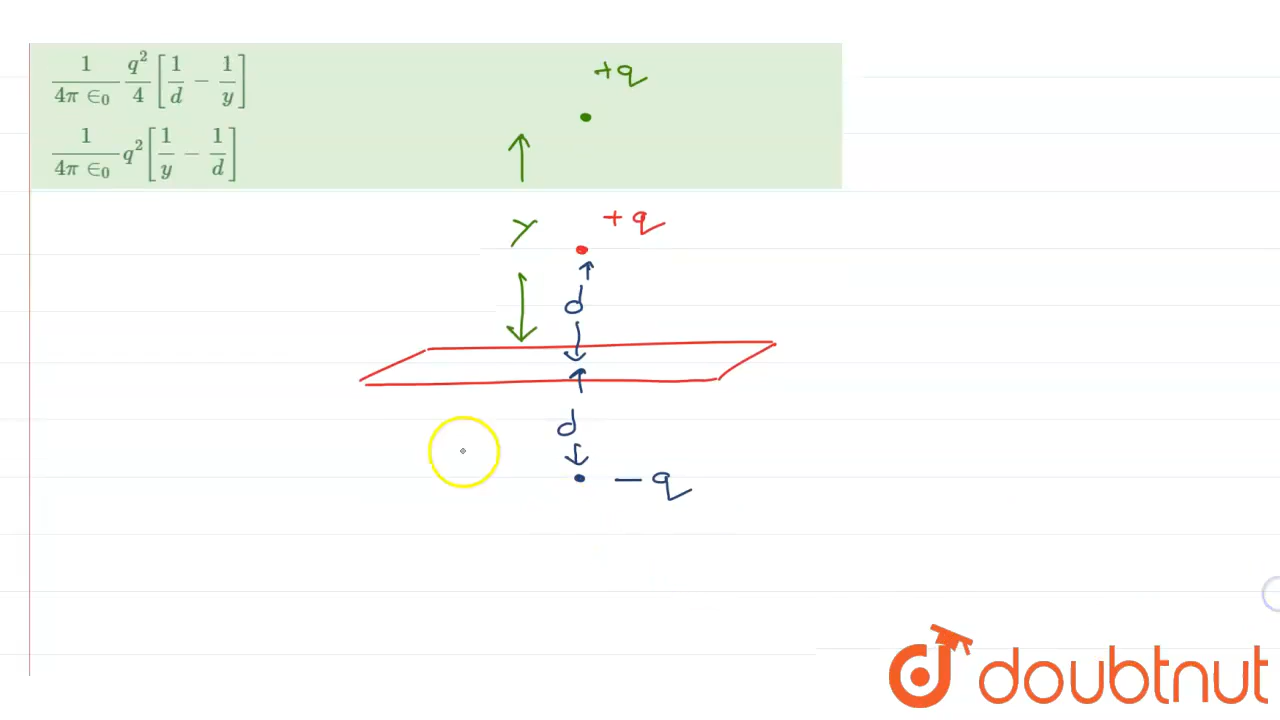 1/(4π ∈₀) q²/4 [1/d − 1/y]
1/(4π ∈₀) q² [1/y − 1/d]
+q
+q
y
d
d
−q
doubtnut